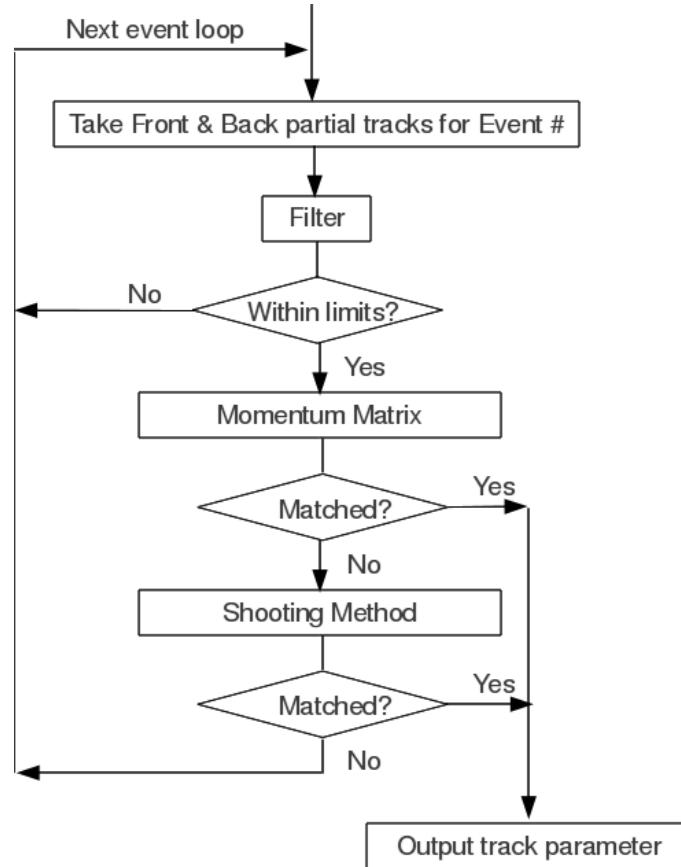 Next event loop
Take Front & Back partial tracks for Event #
Filter
No
Within limits?
Yes
Momentum Matrix
Yes
Matched?
No
Shooting Method
Yes
Matched?
No
Output track parameter